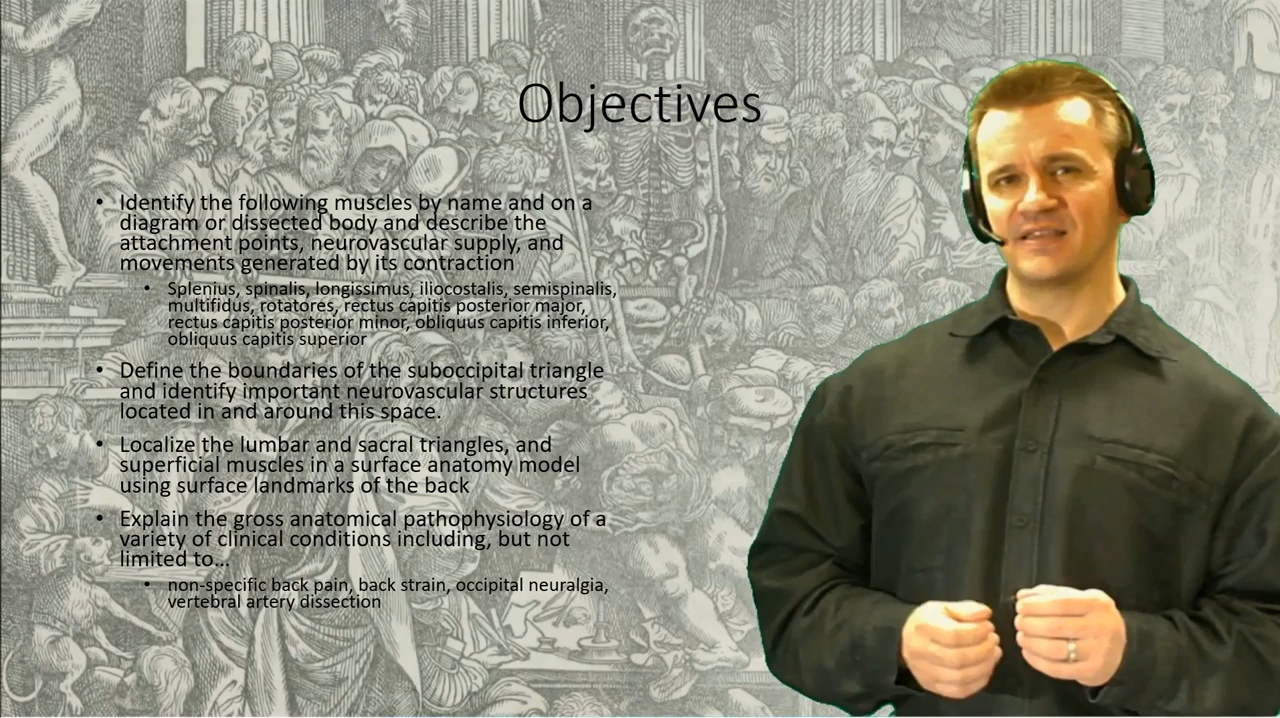 Objectives
• Identify the following muscles by name and on a
diagram or dissected body and describe the
attachment points, neurovascular supply, and
movements generated by its contraction
• Splenius, spinalis, longissimus, iliocostalis, semispinalis,
multifidus, rotatores, rectus capitis posterior major,
rectus capitis posterior minor, obliquus capitis inferior,
obliquus capitis superior
• Define the boundaries of the suboccipital triangle
and identify important neurovascular structures
located in and around this space.
• Localize the lumbar and sacral triangles, and
superficial muscles in a surface anatomy model
using surface landmarks of the back
• Explain the gross anatomical pathophysiology of a
variety of clinical conditions including, but not
limited to...
• non-specific back pain, back strain, occipital neuralgia,
vertebral artery dissection